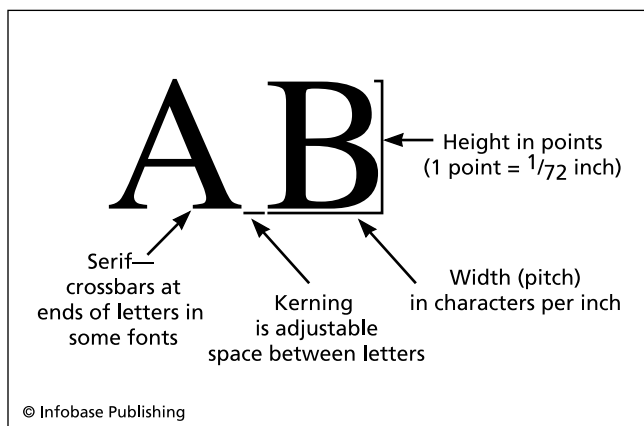 A B
Height in points
(1 point = 1/72 inch)
Serif—
crossbars at
ends of letters in
some fonts
Kerning
is adjustable
space between letters
Width (pitch)
in characters per inch
© Infobase Publishing